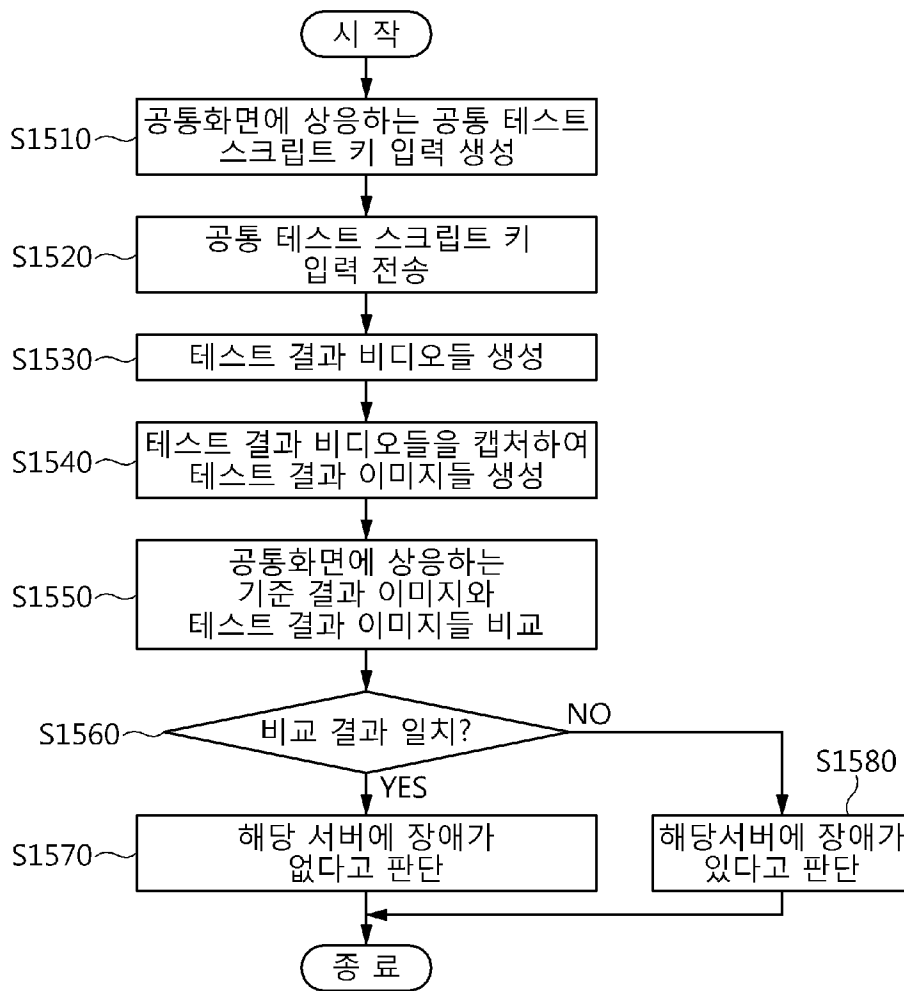 시 작
S1510
공통화면에 상응하는 공통 테스트
스크립트 키 입력 생성
S1520
공통 테스트 스크립트 키
입력 전송
S1530
테스트 결과 비디오들 생성
S1540
테스트 결과 비디오들을 캡처하여
테스트 결과 이미지들 생성
S1550
공통화면에 상응하는
기준 결과 이미지와
테스트 결과 이미지들 비교
S1560
비교 결과 일치?
NO
YES
S1570
해당 서버에 장애가
없다고 판단
S1580
해당서버에 장애가
있다고 판단
종 료